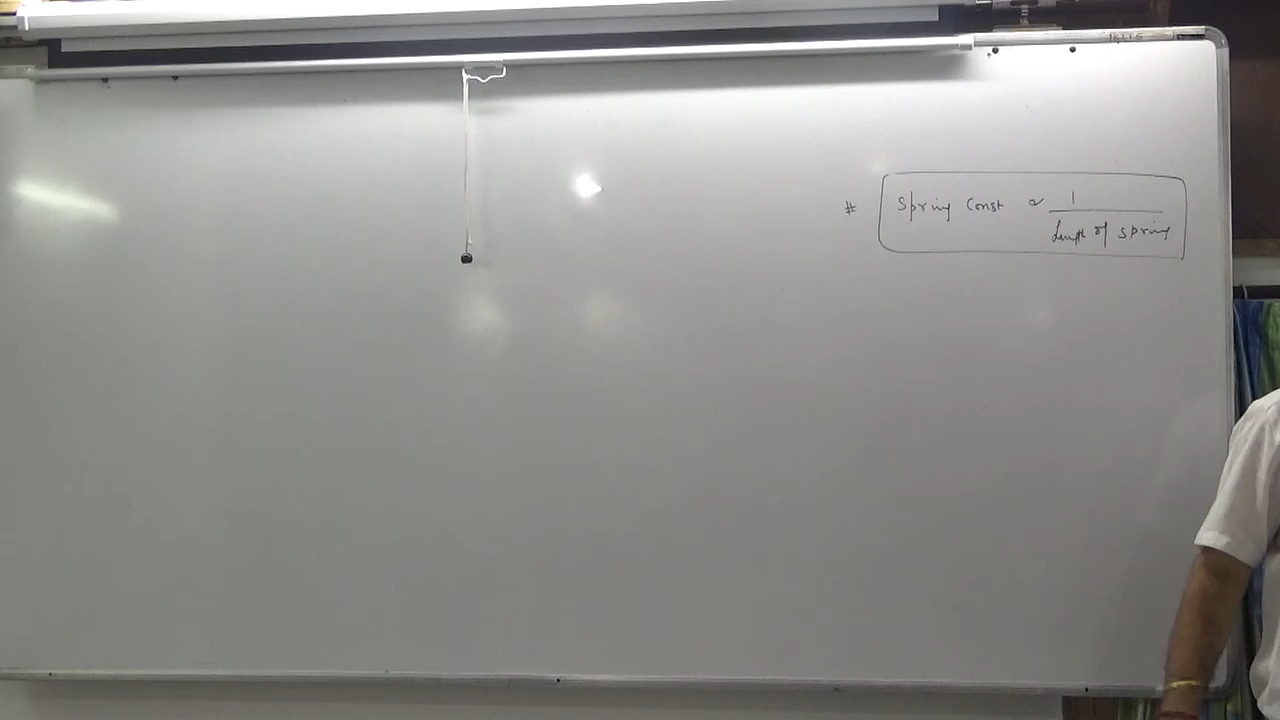 # Spring Const ∝ 1
Length of spring